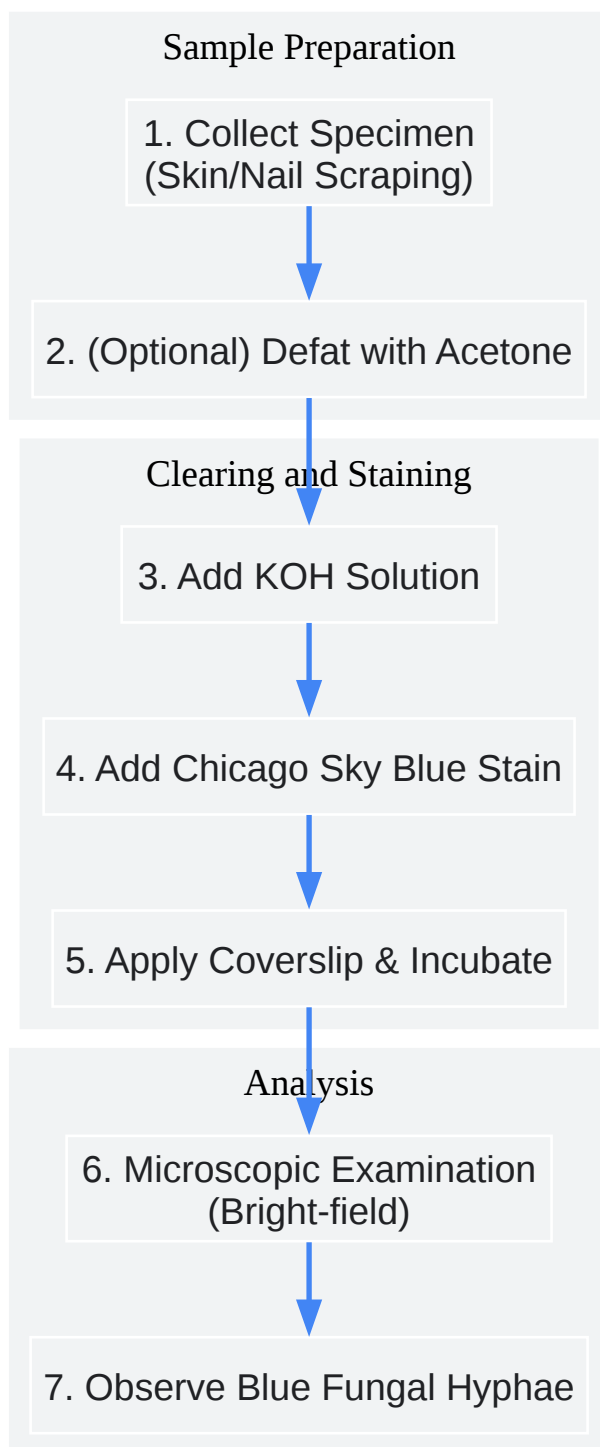 Sample Preparation
1. Collect Specimen
(Skin/Nail Scraping)
2. (Optional) Defat with Acetone
Clearing and Staining
3. Add KOH Solution
4. Add Chicago Sky Blue Stain
5. Apply Coverslip & Incubate
Analysis
6. Microscopic Examination
(Bright-field)
7. Observe Blue Fungal Hyphae